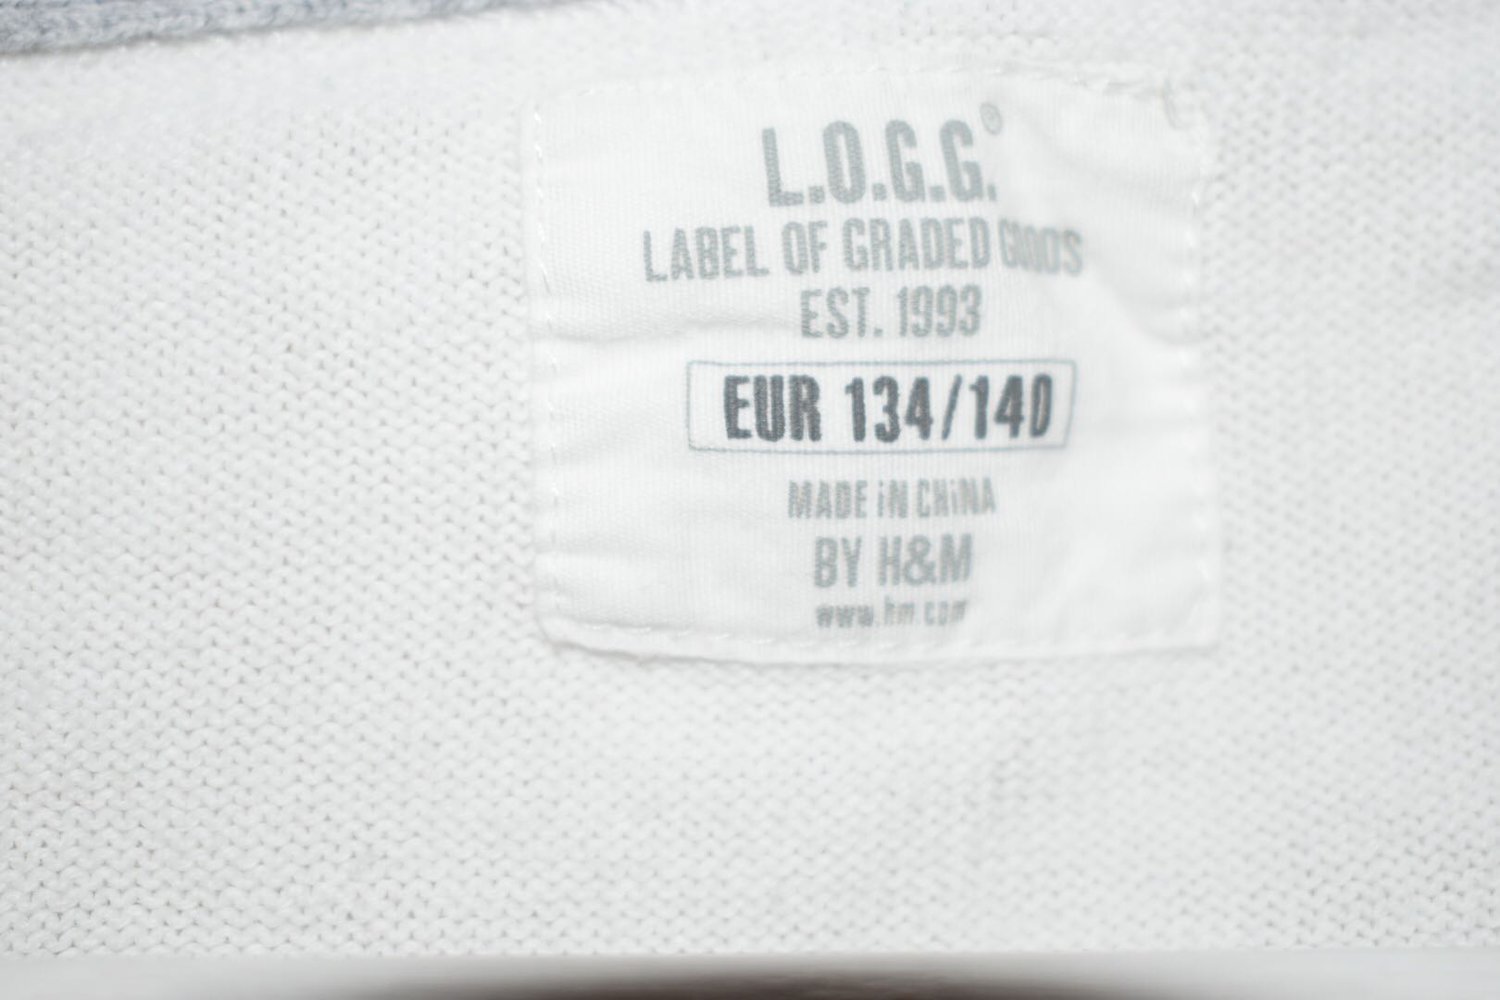 L.O.G.G.®
LABEL OF GRADED GOODS
EST. 1993
EUR 134/140
MADE iN CHiNA
BY H&M
www.hm.com